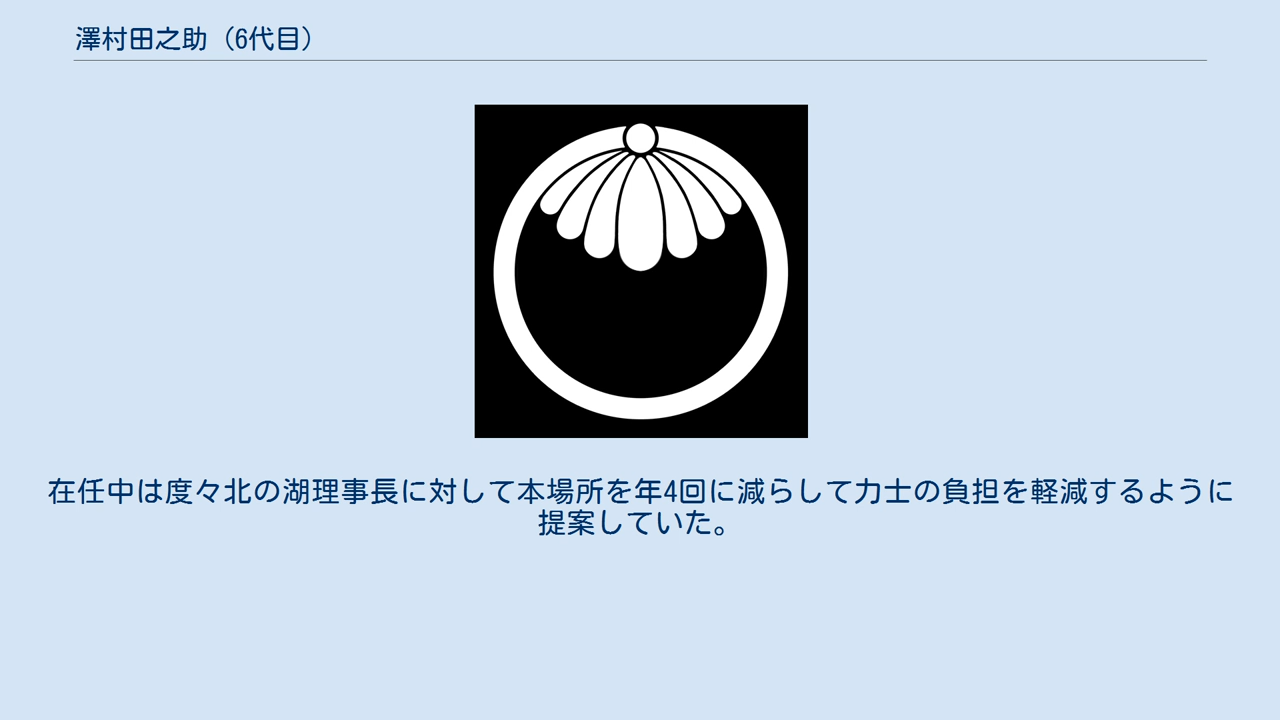 澤村田之助（6代目）
在任中は度々北の湖理事長に対して本場所を年4回に減らして力士の負担を軽減するように
提案していた。